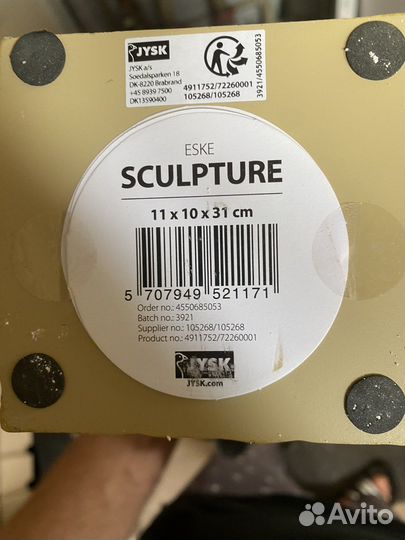 JYSK
JYSK a/s
Soedalsparken 18
DK-8220 Brabrand
+45 8939 7500
DK13590400
4911752/72260001
105268/105268
3921/4550685053
ESKE
SCULPTURE
11 x 10 x 31 cm
5 707949 521171
Order no.: 4550685053
Batch no.: 3921
Supplier no.: 105268/105268
Product no.: 4911752/72260001
JYSK
JYSK.com
Avito